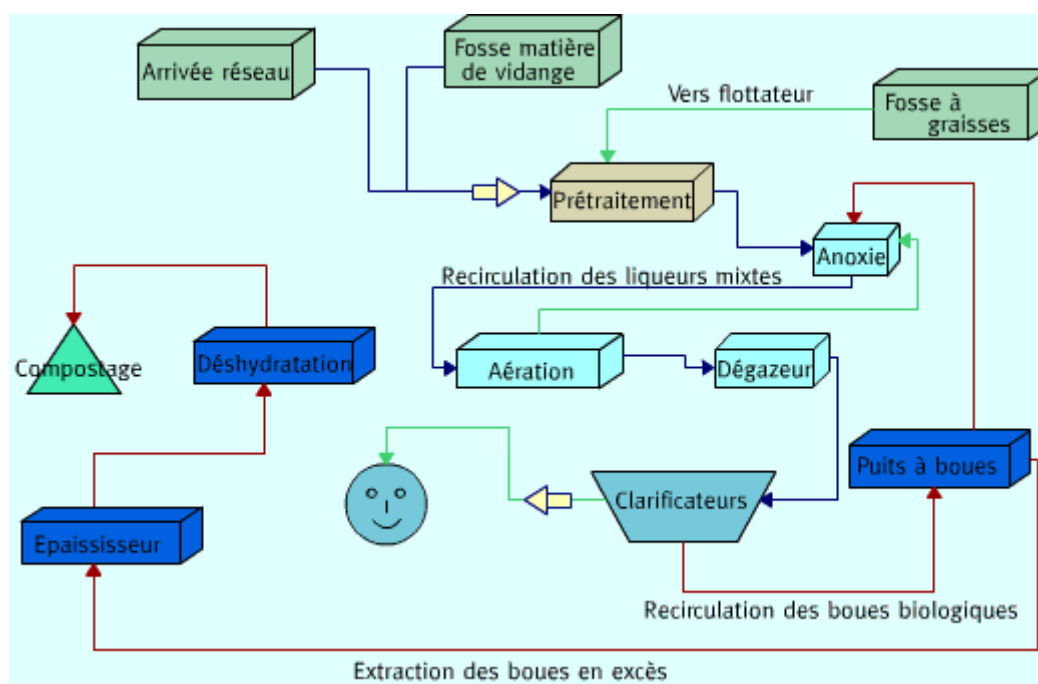 Arrivée réseau
Fosse matière
de vidange
Vers flottateur
Fosse à
graisses
Prétraitement
Anoxie
Recirculation des liqueurs mixtes
Compostage
Déshydratation
Aération
Dégazeur
Puits à boues
Clarificateurs
Epaississeur
Recirculation des boues biologiques
Extraction des boues en excès